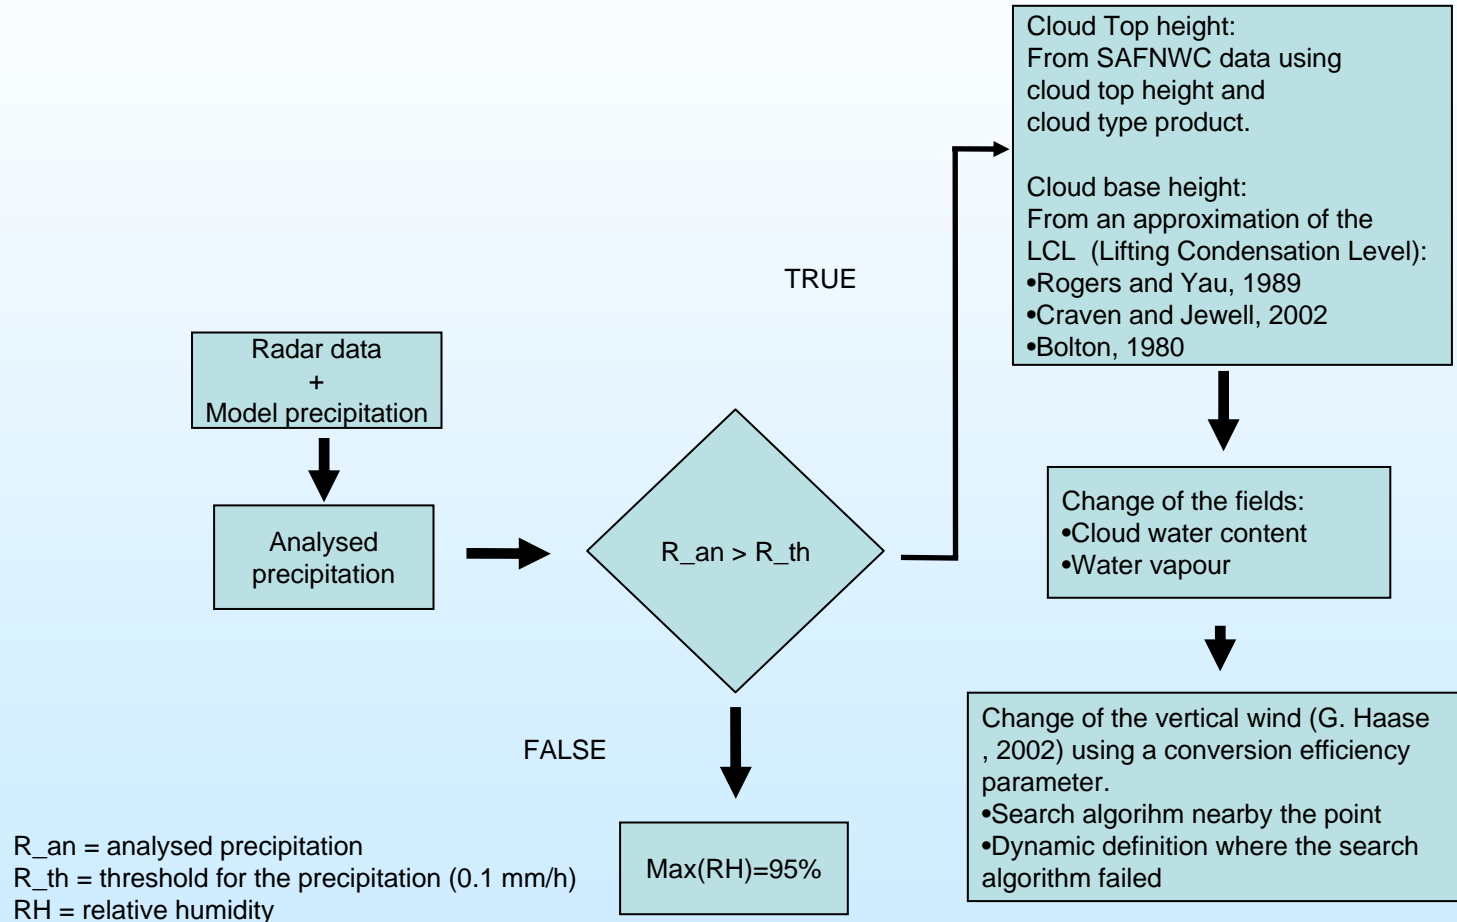 Radar data
+
Model precipitation
Analysed
precipitation
R_an > R_th
TRUE
Cloud Top height:
From SAFNWC data using
cloud top height and
cloud type product.
Cloud base height:
From an approximation of the
LCL (Lifting Condensation Level):
•Rogers and Yau, 1989
•Craven and Jewell, 2002
•Bolton, 1980
Change of the fields:
•Cloud water content
•Water vapour
Change of the vertical wind (G. Haase
, 2002) using a conversion efficiency
parameter.
•Search algorihm nearby the point
•Dynamic definition where the search
algorithm failed
FALSE
Max(RH)=95%
R_an = analysed precipitation
R_th = threshold for the precipitation (0.1 mm/h)
RH = relative humidity